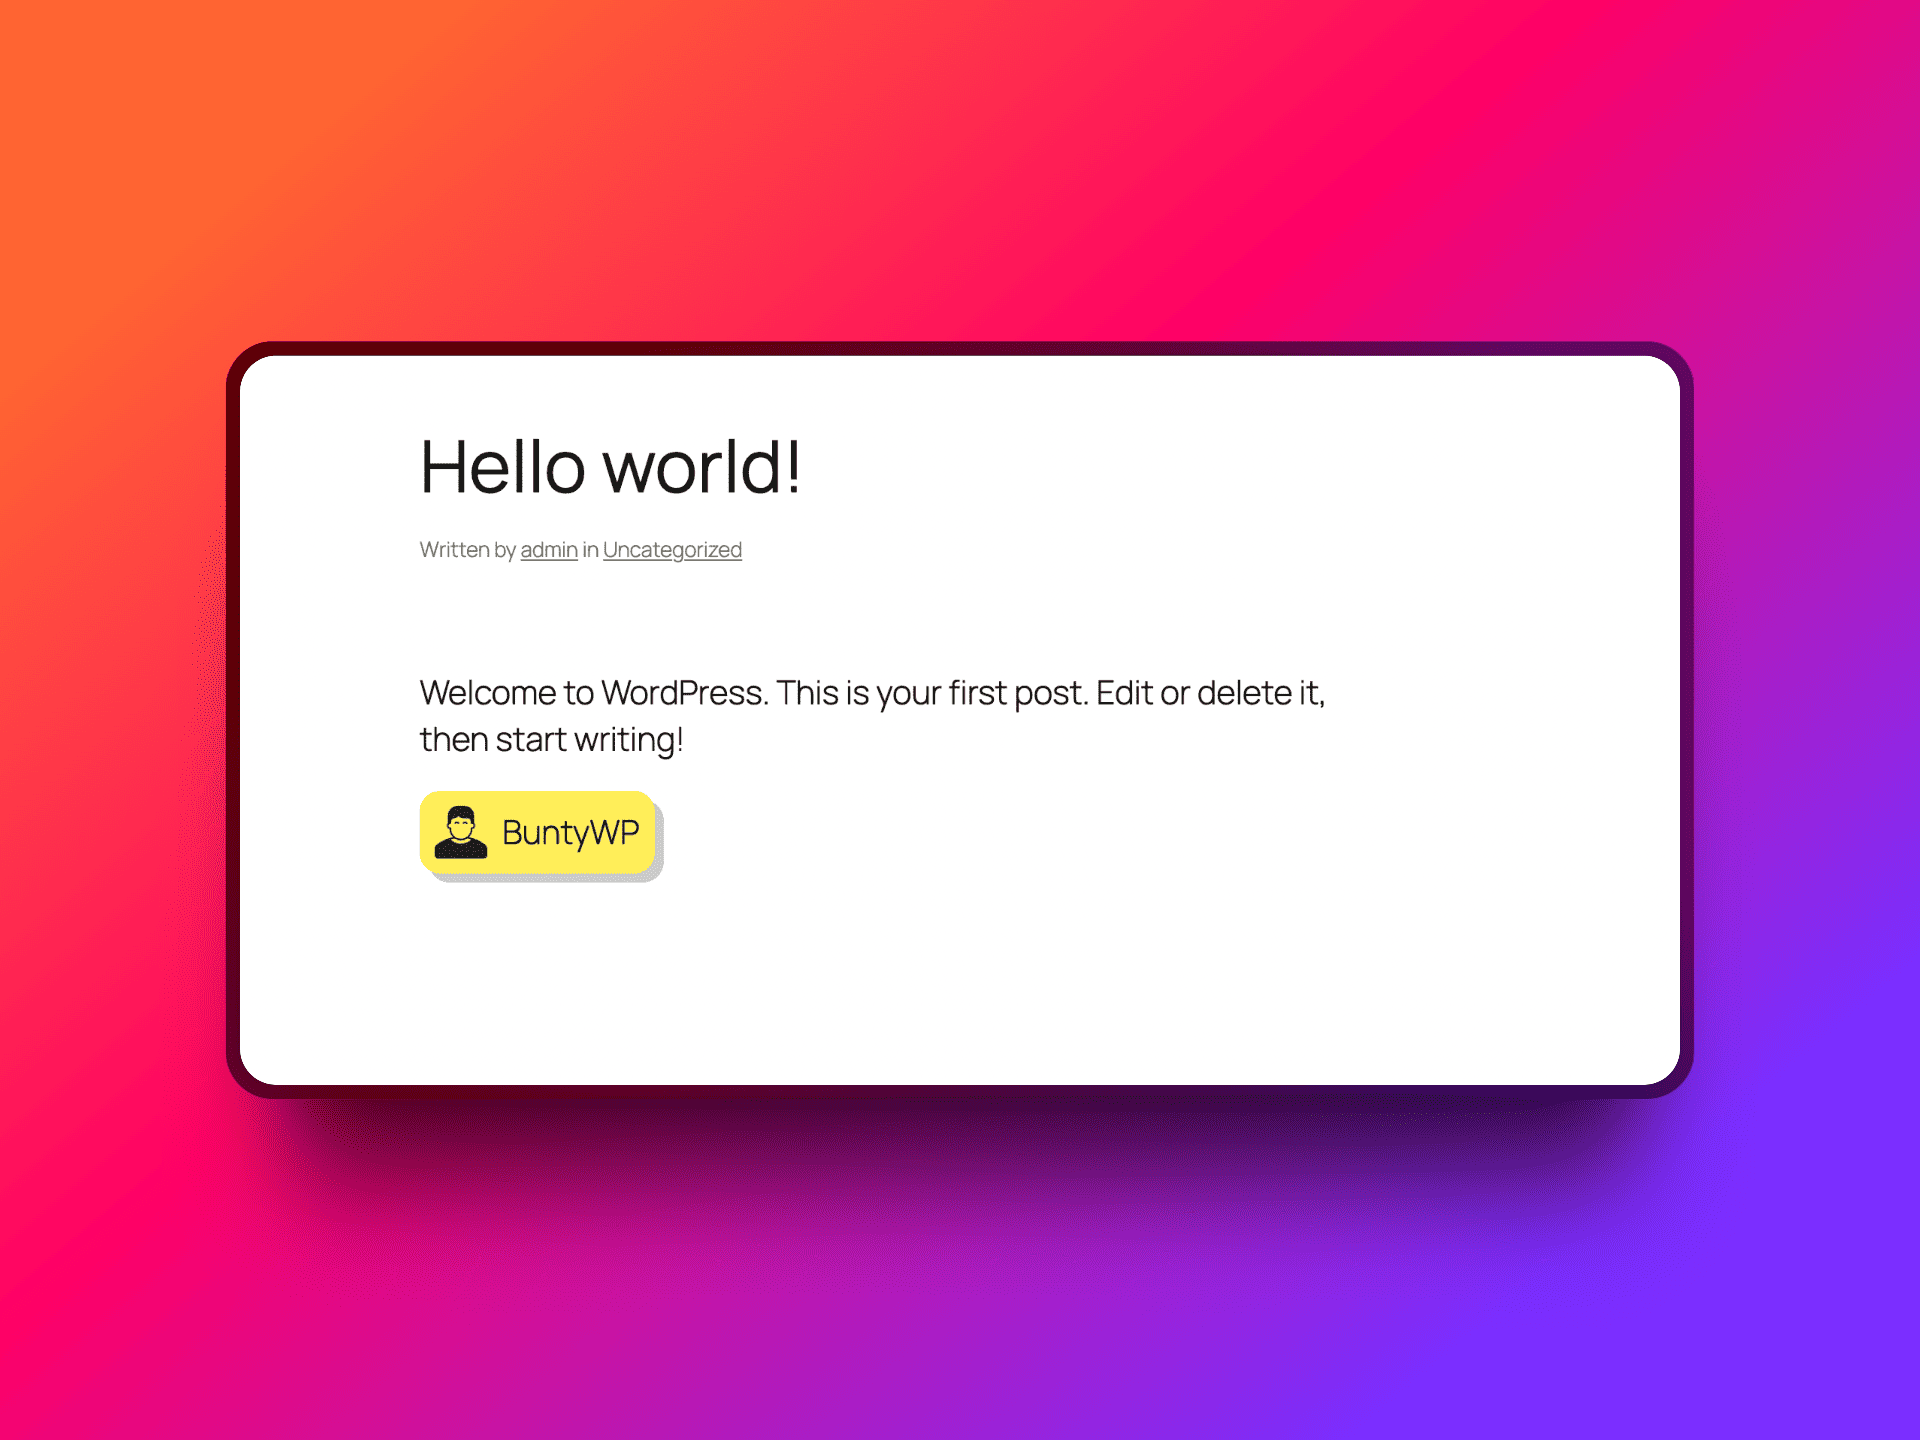 Hello world!
Written by admin in Uncategorized
Welcome to WordPress. This is your first post. Edit or delete it,
then start writing!
BuntyWP